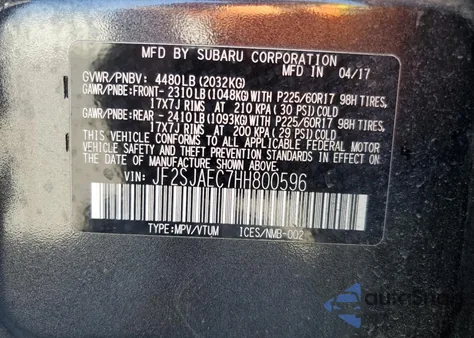 MFD BY SUBARU CORPORATION
MFD IN 04/17
GVWR/PNBV: 4480LB(2032KG)
GAWR/PNBE:FRONT- 2310LB(1048KG)WITH P225/60R17 98H TIRES,
17X7J RIMS AT 210 KPA( 30 PSI) COLD
GAWR/PNBE:REAR - 2410LB(1093KG)WITH P225/60R17 98H TIRES,
17X7J RIMS AT 200 KPA( 29 PSI) COLD
THIS VEHICLE CONFORMS TO ALL APPLICABLE FEDERAL MOTOR
VEHICLE SAFETY STANDARDS IN EFFECT ON THE DATE OF
MANUFACTURE SHOWN ABOVE.
VIN: JF2SJAEC7HH800596
TYPE:MPV/VTUM ICES/NMB-002